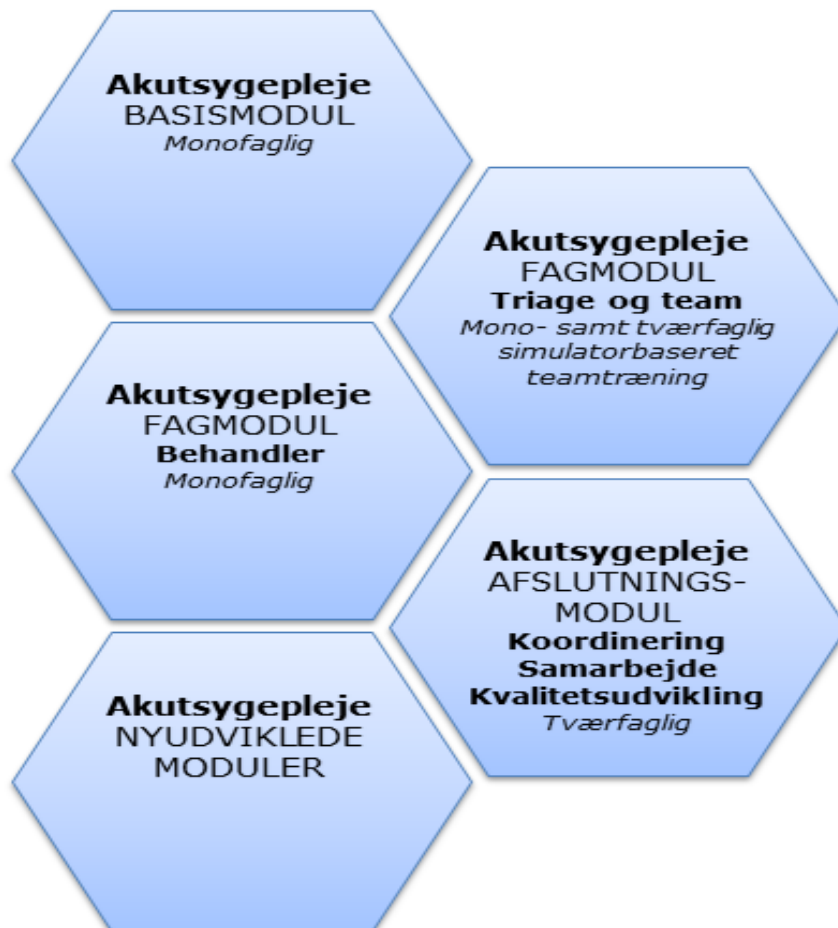 Akutsygepleje
BASISMODUL
Monofaglig
Akutsygepleje
FAGMODUL
Triage og team
Mono- samt tværfaglig
simulatorbaseret
teamtræning
Akutsygepleje
FAGMODUL
Behandler
Monofaglig
Akutsygepleje
AFSLUTNINGS-
MODUL
Koordinering
Samarbejde
Kvalitetsudvikling
Tværfaglig
Akutsygepleje
NYUDVIKLEDE
MODULER